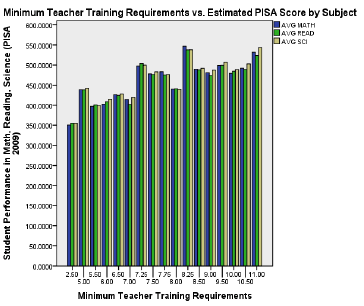 Minimum Teacher Training Requirements vs. Estimated PISA Score by Subject
AVG MATH
AVG READ
AVG SCI
Student Performance in Math, Reading, Science (PISA 2009)
600.0000
550.0000
500.0000
450.0000
400.0000
350.0000
300.0000
250.0000
200.0000
150.0000
100.0000
50.0000
0.0000
2.50 5.50 6.50 7.25 7.75 8.25 9.00 9.50 10.50
5.00 6.00 7.00 7.50 8.00 8.50 10.00 11.00
Minimum Teacher Training Requirements